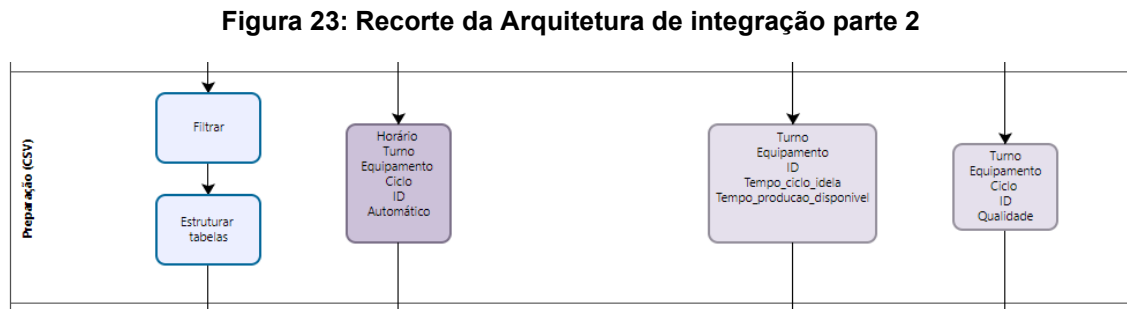 Figura 23: Recorte da Arquitetura de integração parte 2
Preparação (CSV)
Filtrar
Estruturar
tabelas
Horário
Turno
Equipamento
Ciclo
ID
Automático
Turno
Equipamento
ID
Tempo_ciclo_ideia
Tempo_producao_disponivel
Turno
Equipamento
Ciclo
ID
Qualidade